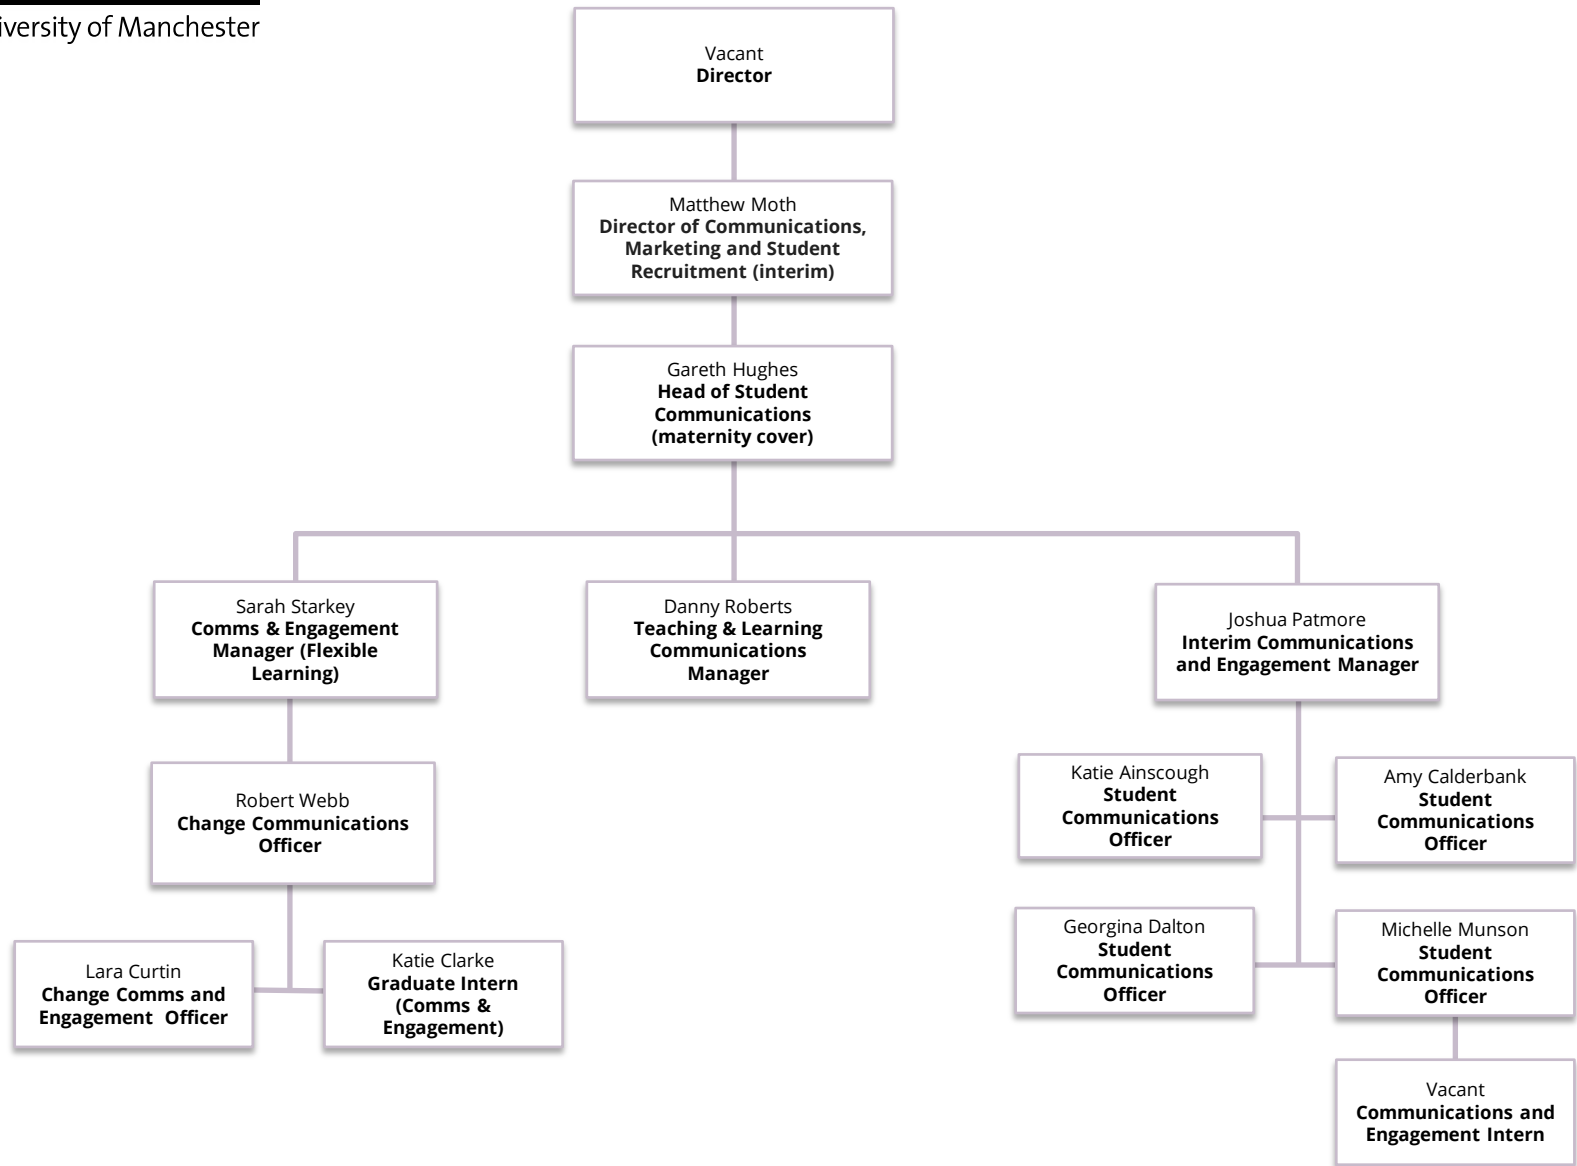 iversity of Manchester
Vacant
Director
Matthew Moth
Director of Communications,
Marketing and Student
Recruitment (interim)
Gareth Hughes
Head of Student
Communications
(maternity cover)
Sarah Starkey
Comms & Engagement
Manager (Flexible
Learning)
Danny Roberts
Teaching & Learning
Communications
Manager
Joshua Patmore
Interim Communications
and Engagement Manager
Robert Webb
Change Communications
Officer
Katie Ainscough
Student
Communications
Officer
Amy Calderbank
Student
Communications
Officer
Lara Curtin
Change Comms and
Engagement Officer
Katie Clarke
Graduate Intern
(Comms &
Engagement)
Georgina Dalton
Student
Communications
Officer
Michelle Munson
Student
Communications
Officer
Vacant
Communications and
Engagement Intern